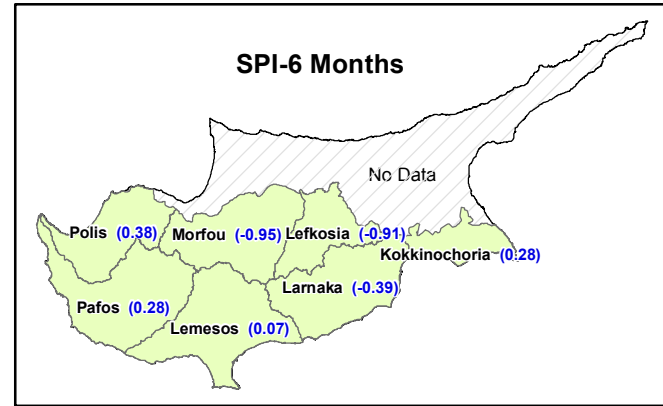 SPI-6 Months
No Data
Polis (0.38)
Morfou (-0.95)
Lefkosia (-0.91)
Kokkinochoria (0.28)
Larnaka (-0.39)
Pafos (0.28)
Lemesos (0.07)